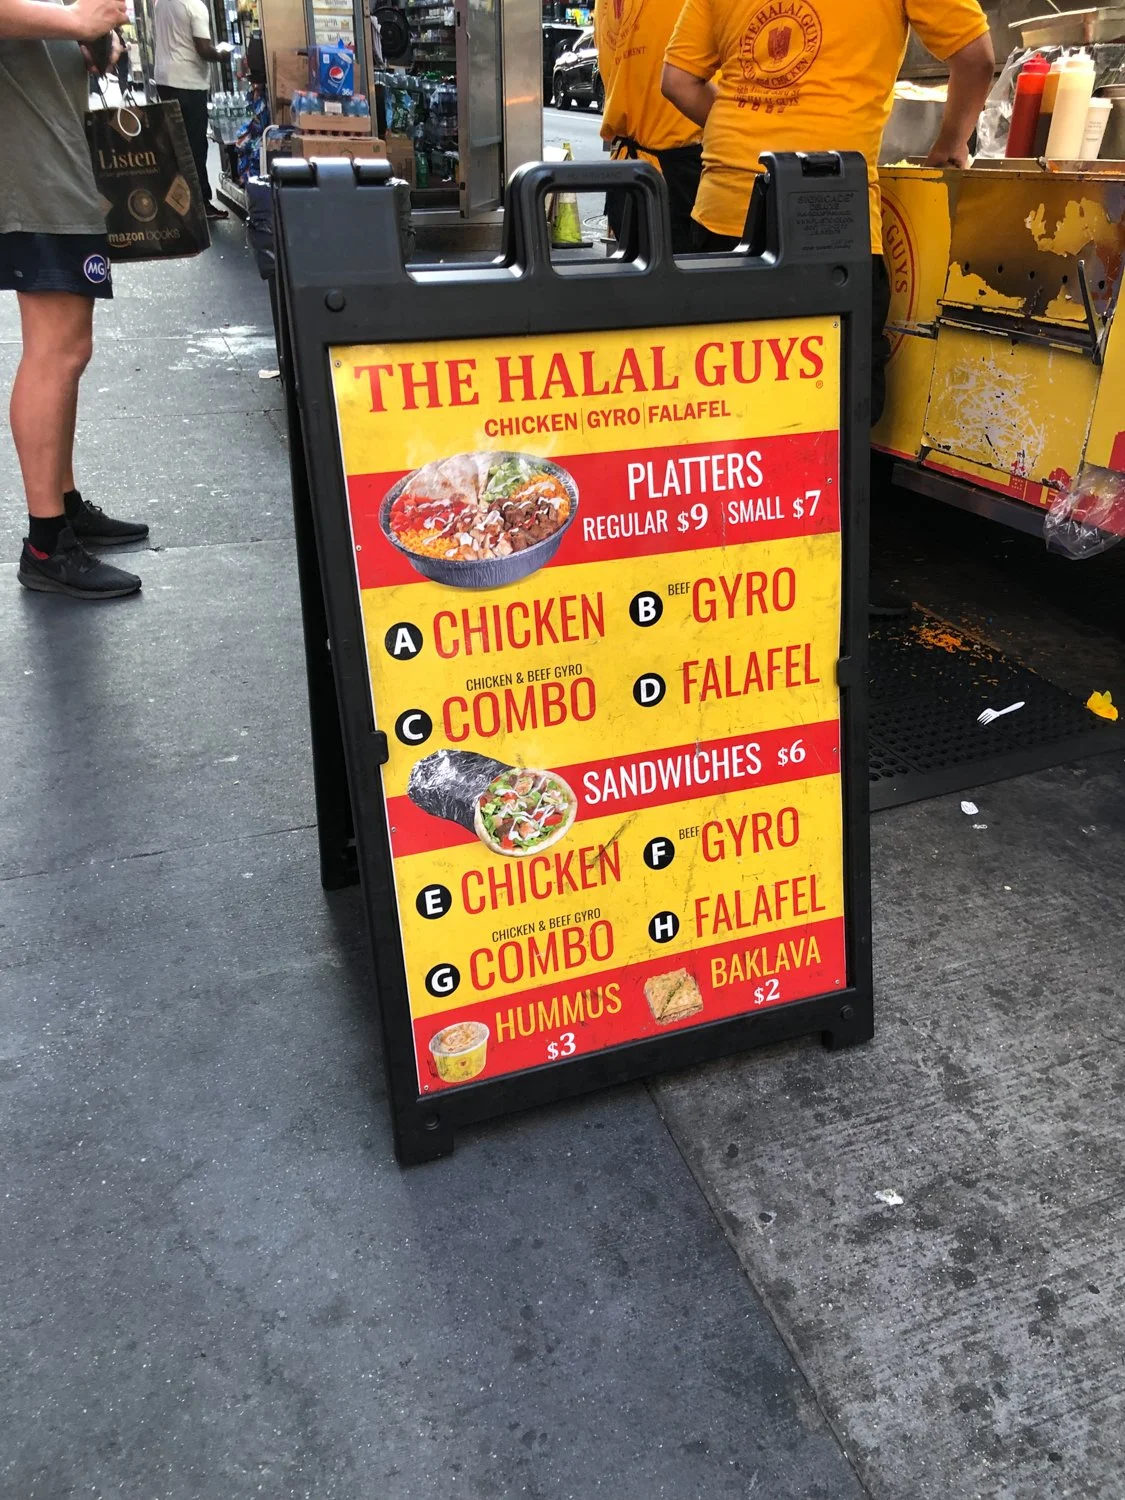 Listen
amazon books
MG
THE HALAL GUYS
GUYS
pepsi
THE HALAL GUYS®
CHICKEN | GYRO | FALAFEL
PLATTERS
REGULAR $9 | SMALL $7
A CHICKEN
B BEEF GYRO
CHICKEN & BEEF GYRO
C COMBO
D FALAFEL
SANDWICHES $6
E CHICKEN
F BEEF GYRO
CHICKEN & BEEF GYRO
G COMBO
H FALAFEL
HUMMUS
$3
BAKLAVA
$2